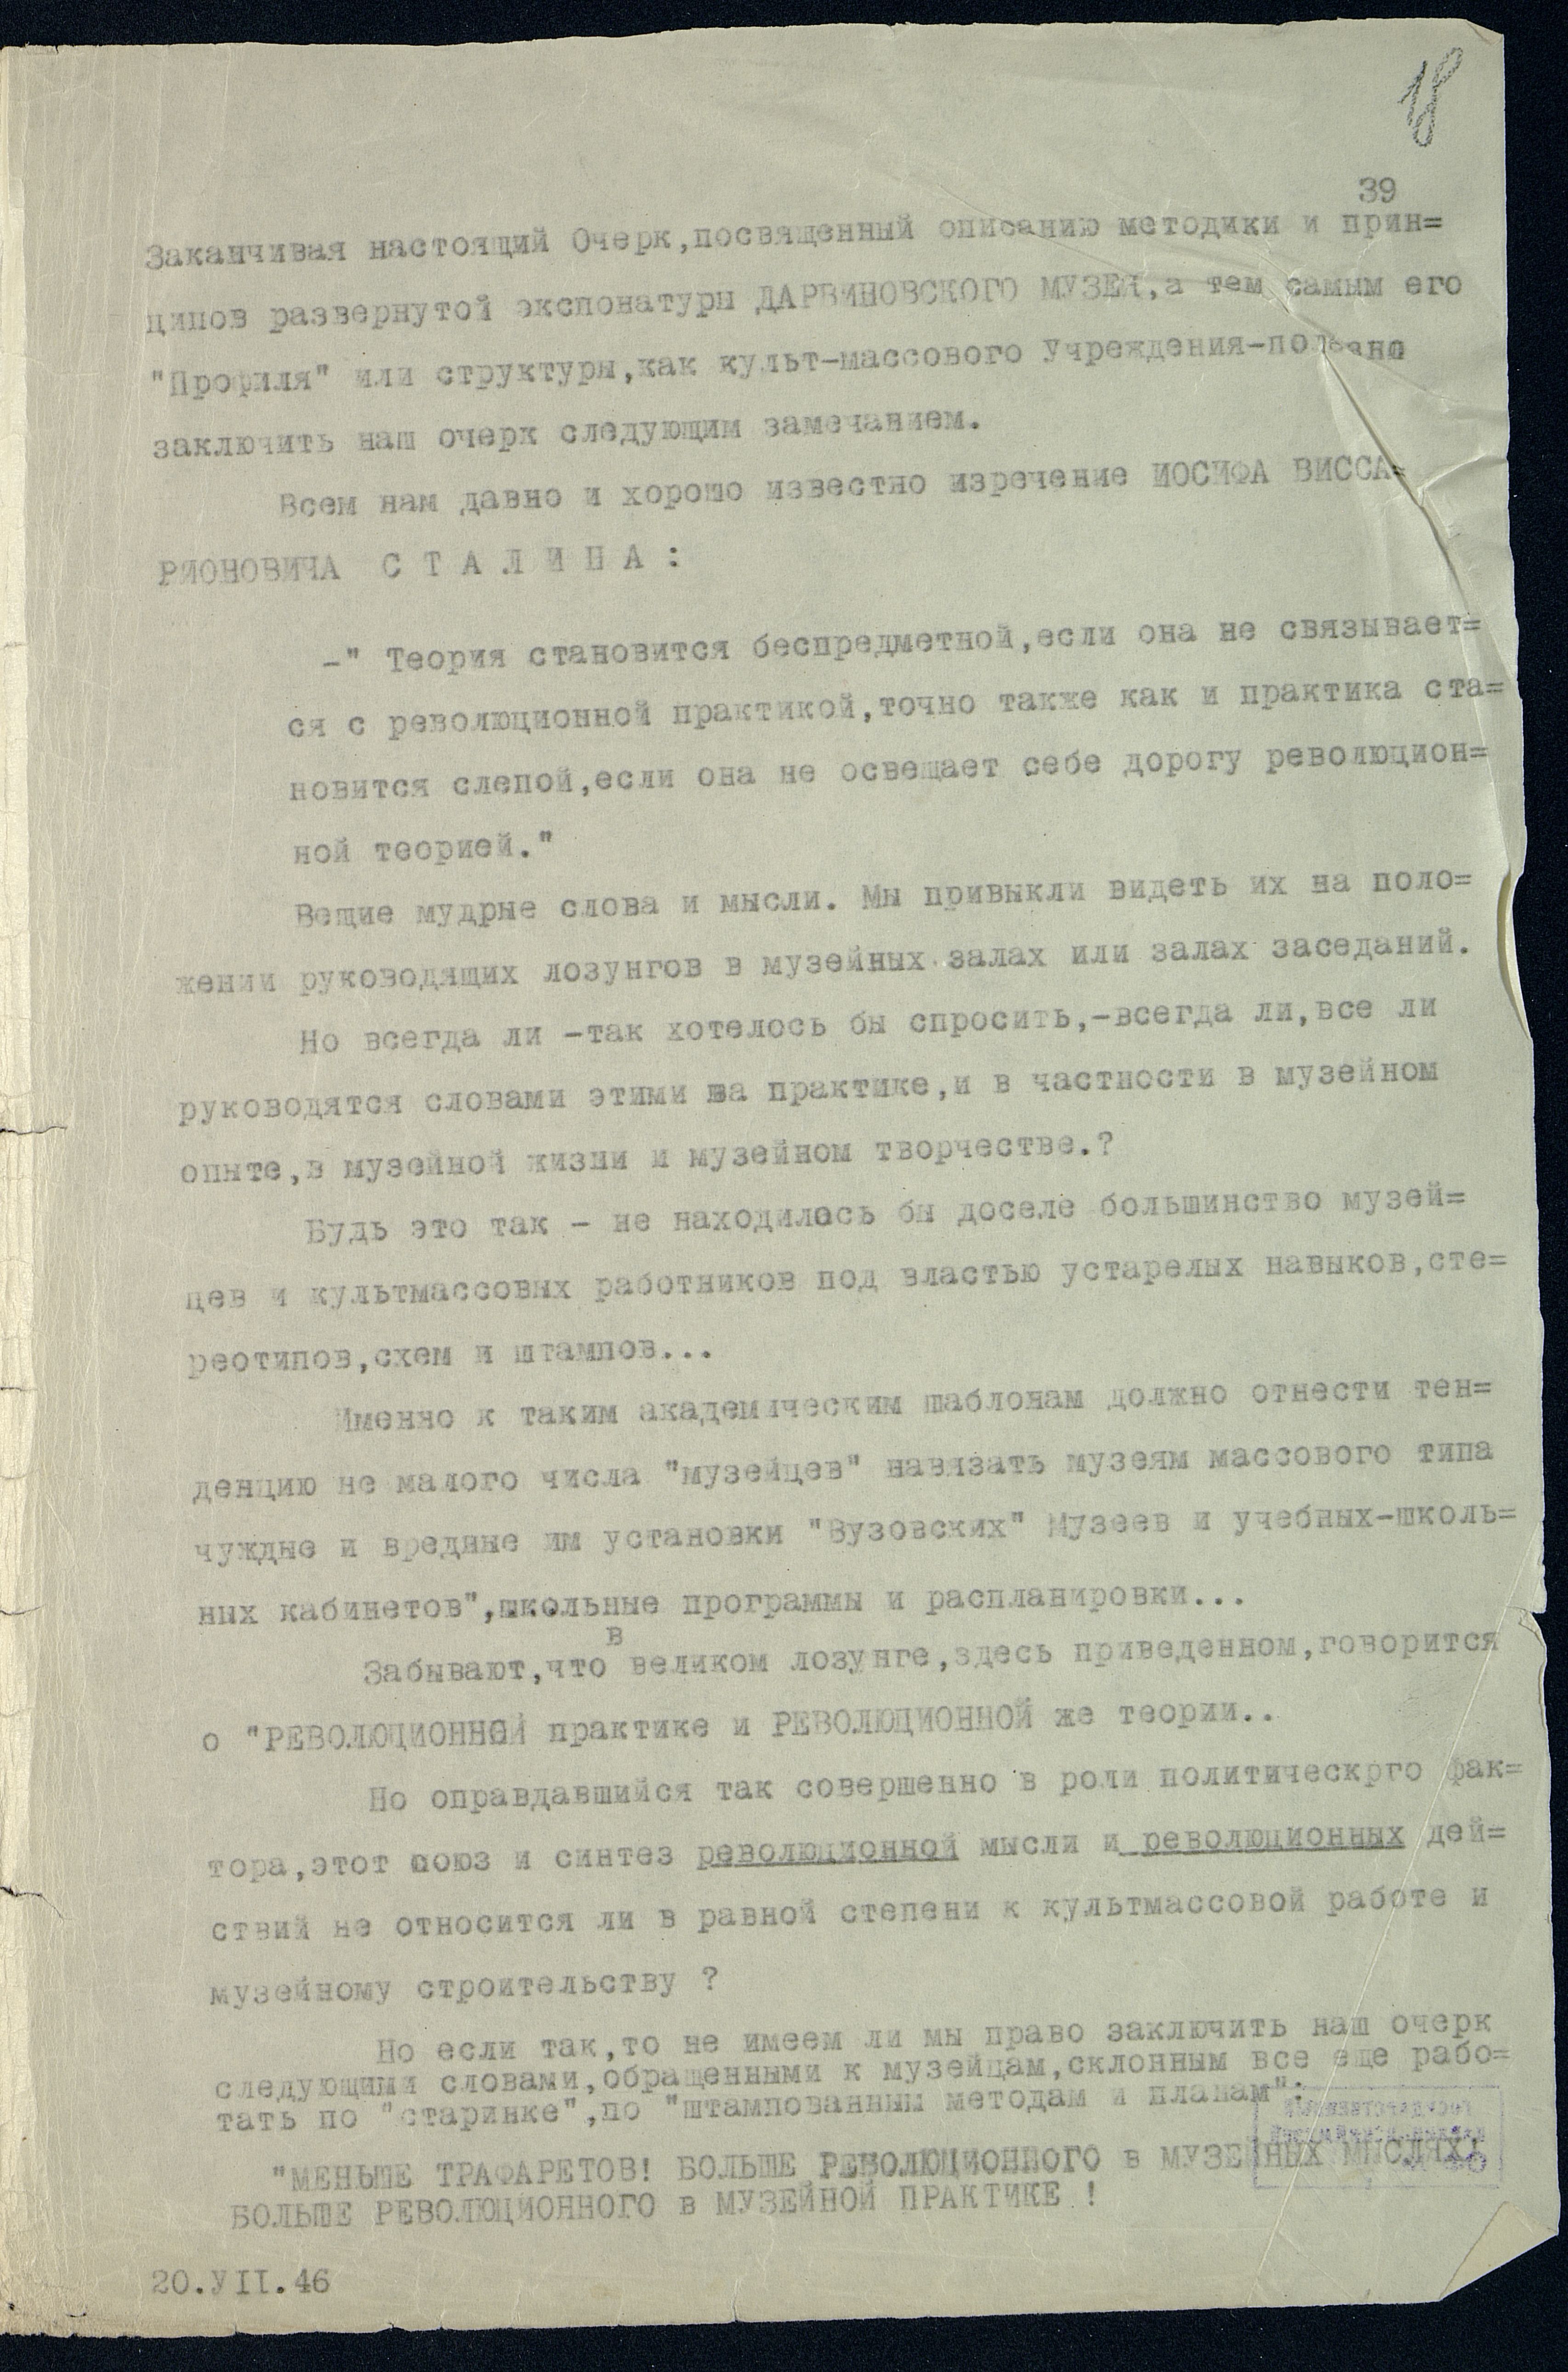 18
39
Заканчивая настоящий Очерк,посвященный описанию методики и прин=
ципов развернутой экспонатуры ДАРВИНОВСКОГО МУЗЕЯ,а тем самым его
"Профиля" или структуры,как культ-массового Учреждения-полезно
заключить наш очерк следующим замечанием.
Всем нам давно и хорошо известно изречение ИОСИФА ВИССА=
РИОНОВИЧА С Т А Л И Н А :
-" Теория становится беспредметной,если она не связывает=
ся с революционной практикой,точно также как и практика ста=
новится слепой,если она не освещает себе дорогу революцион=
ной теорией."
Вещие мудрые слова и мысли. Мы привыкли видеть их на поло=
жении руководящих лозунгов в музейных залах или залах заседаний.
Но всегда ли -так хотелось бы спросить,-всегда ли,все ли
руководятся словами этими на практике,и в частности в музейном
опыте,в музейной жизни и музейном творчестве.?
Будь это так - не находилось бы доселе большинство музей=
цев и культмассовых работников под властью устарелых навыков,сте=
реотипов,схем и штампов...
Именно к таким академическим шаблонам должно отнести тен=
денцию не малого числа "музейцев" навязать музеям массового типа
чуждые и вредные им установки "Вузовских" Музеев и учебных-школь=
ных кабинетов",школьные программы и распланировки...
в
Забывают,что великом лозунге,здесь приведенном,говорится
о "РЕВОЛЮЦИОННОЙ практике и РЕВОЛЮЦИОННОЙ же теории..
Но оправдавшийся так совершенно в роли политическрго фак=
тора,этот союз и синтез революционной мысли и революционных дей=
ствий не относится ли в равной степени к культмассовой работе и
музейному строительству ?
Но если так,то не имеем ли мы право заключить наш очерк
следующими словами,обращенными к музейцам,склонным все еще рабо=
тать по "старинке",по "штампованным методам и планам":
"МЕНЬШЕ ТРАФАРЕТОВ! БОЛЬШЕ РЕВОЛЮЦИОННОГО в МУЗЕЙНЫХ МЫСЛЯХ!
БОЛЬШЕ РЕВОЛЮЦИОННОГО в МУЗЕЙНОЙ ПРАКТИКЕ !
20.УII.46